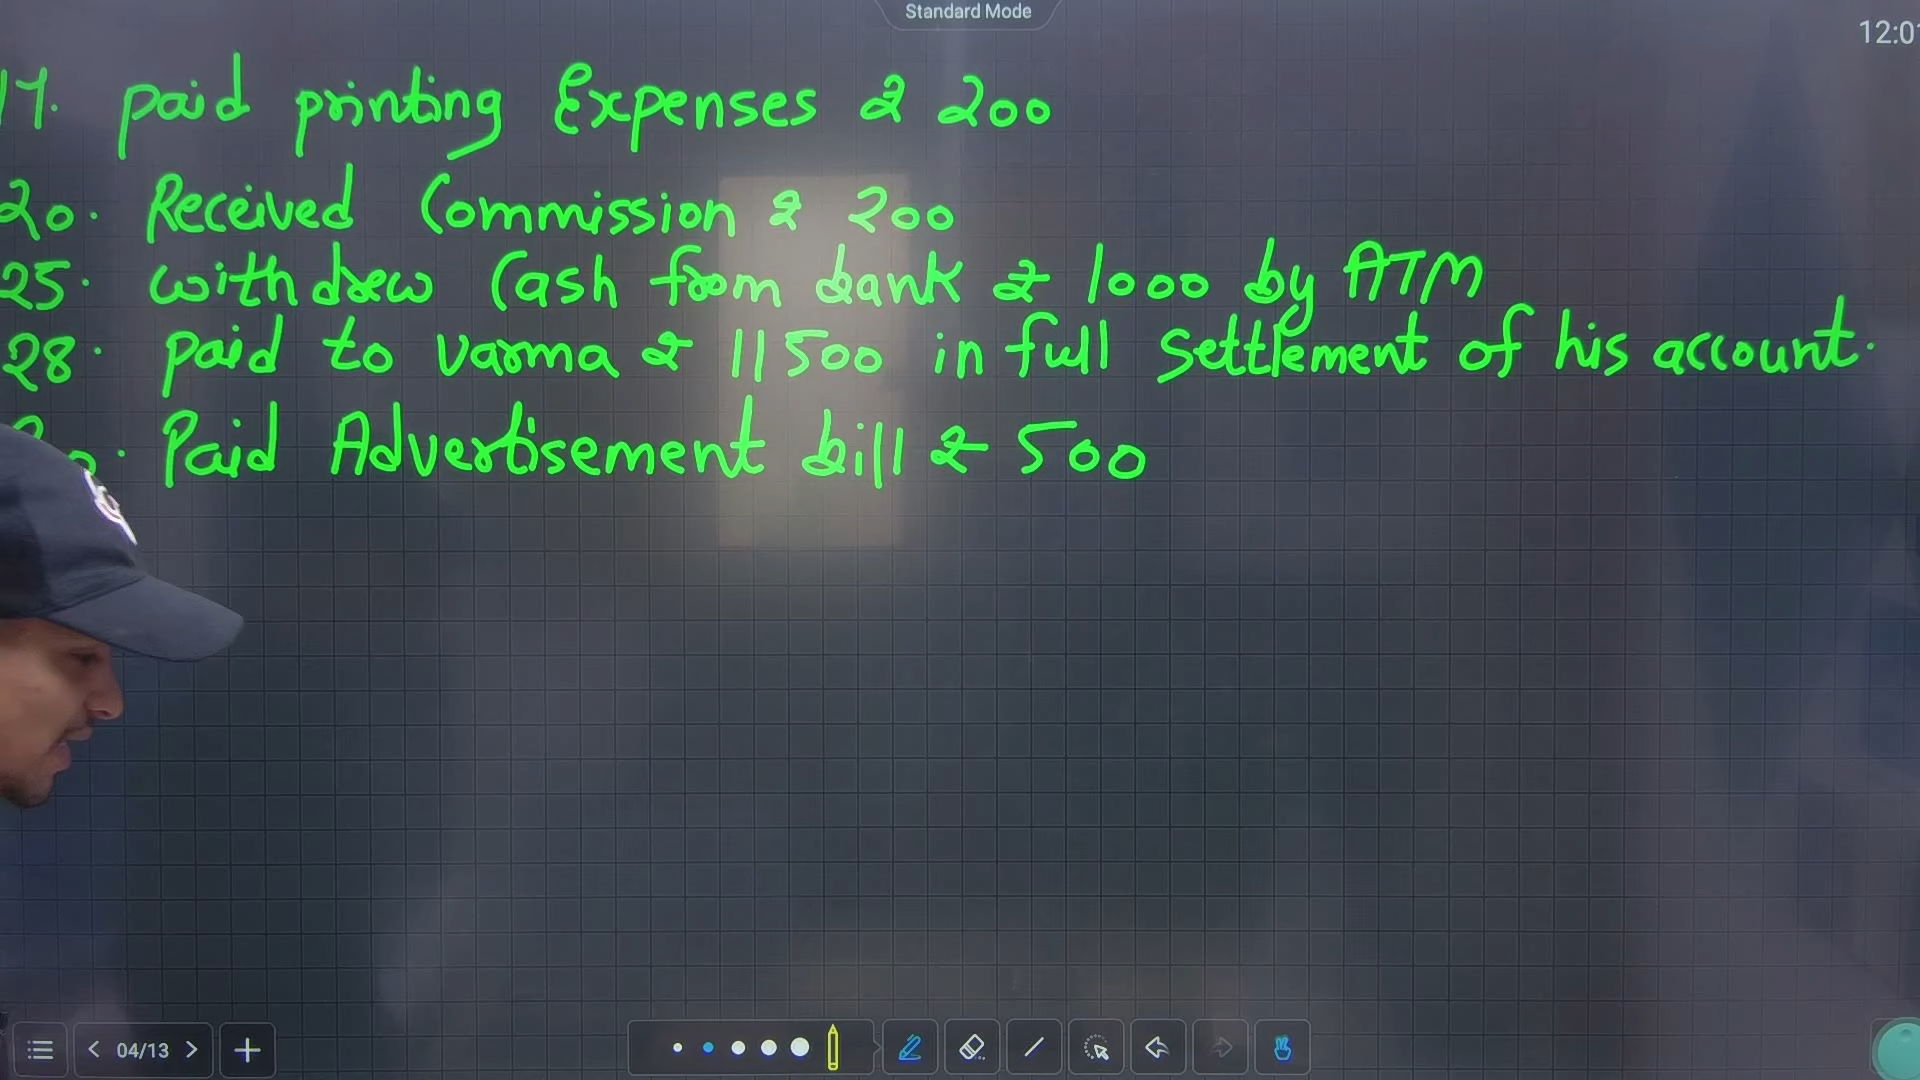 Standard Mode
12:01
17. paid printing Expenses ₹ 200
20. Received Commission ₹ 200
25. withdrew Cash from bank ₹ 1000 by ATM
28. paid to varma ₹ 11500 in full Settlement of his account.
Paid Advertisement bill ₹ 500
04/13